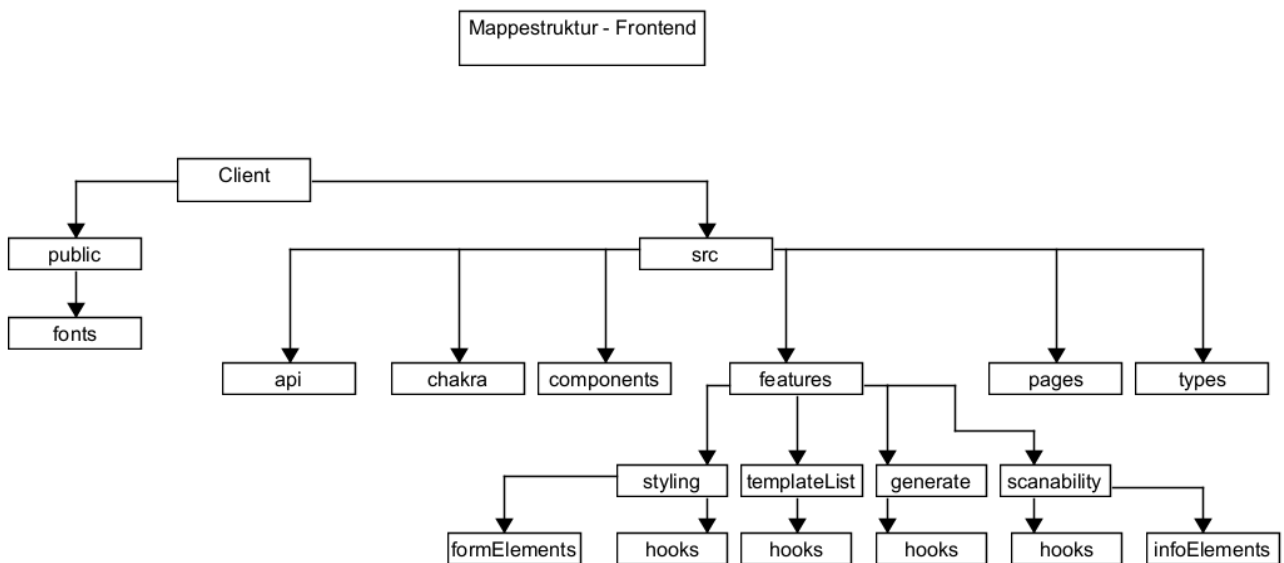 Mappestruktur - Frontend
Client
public
src
fonts
api
chakra
components
features
pages
types
styling
templateList
generate
scanability
formElements
hooks
hooks
hooks
hooks
infoElements